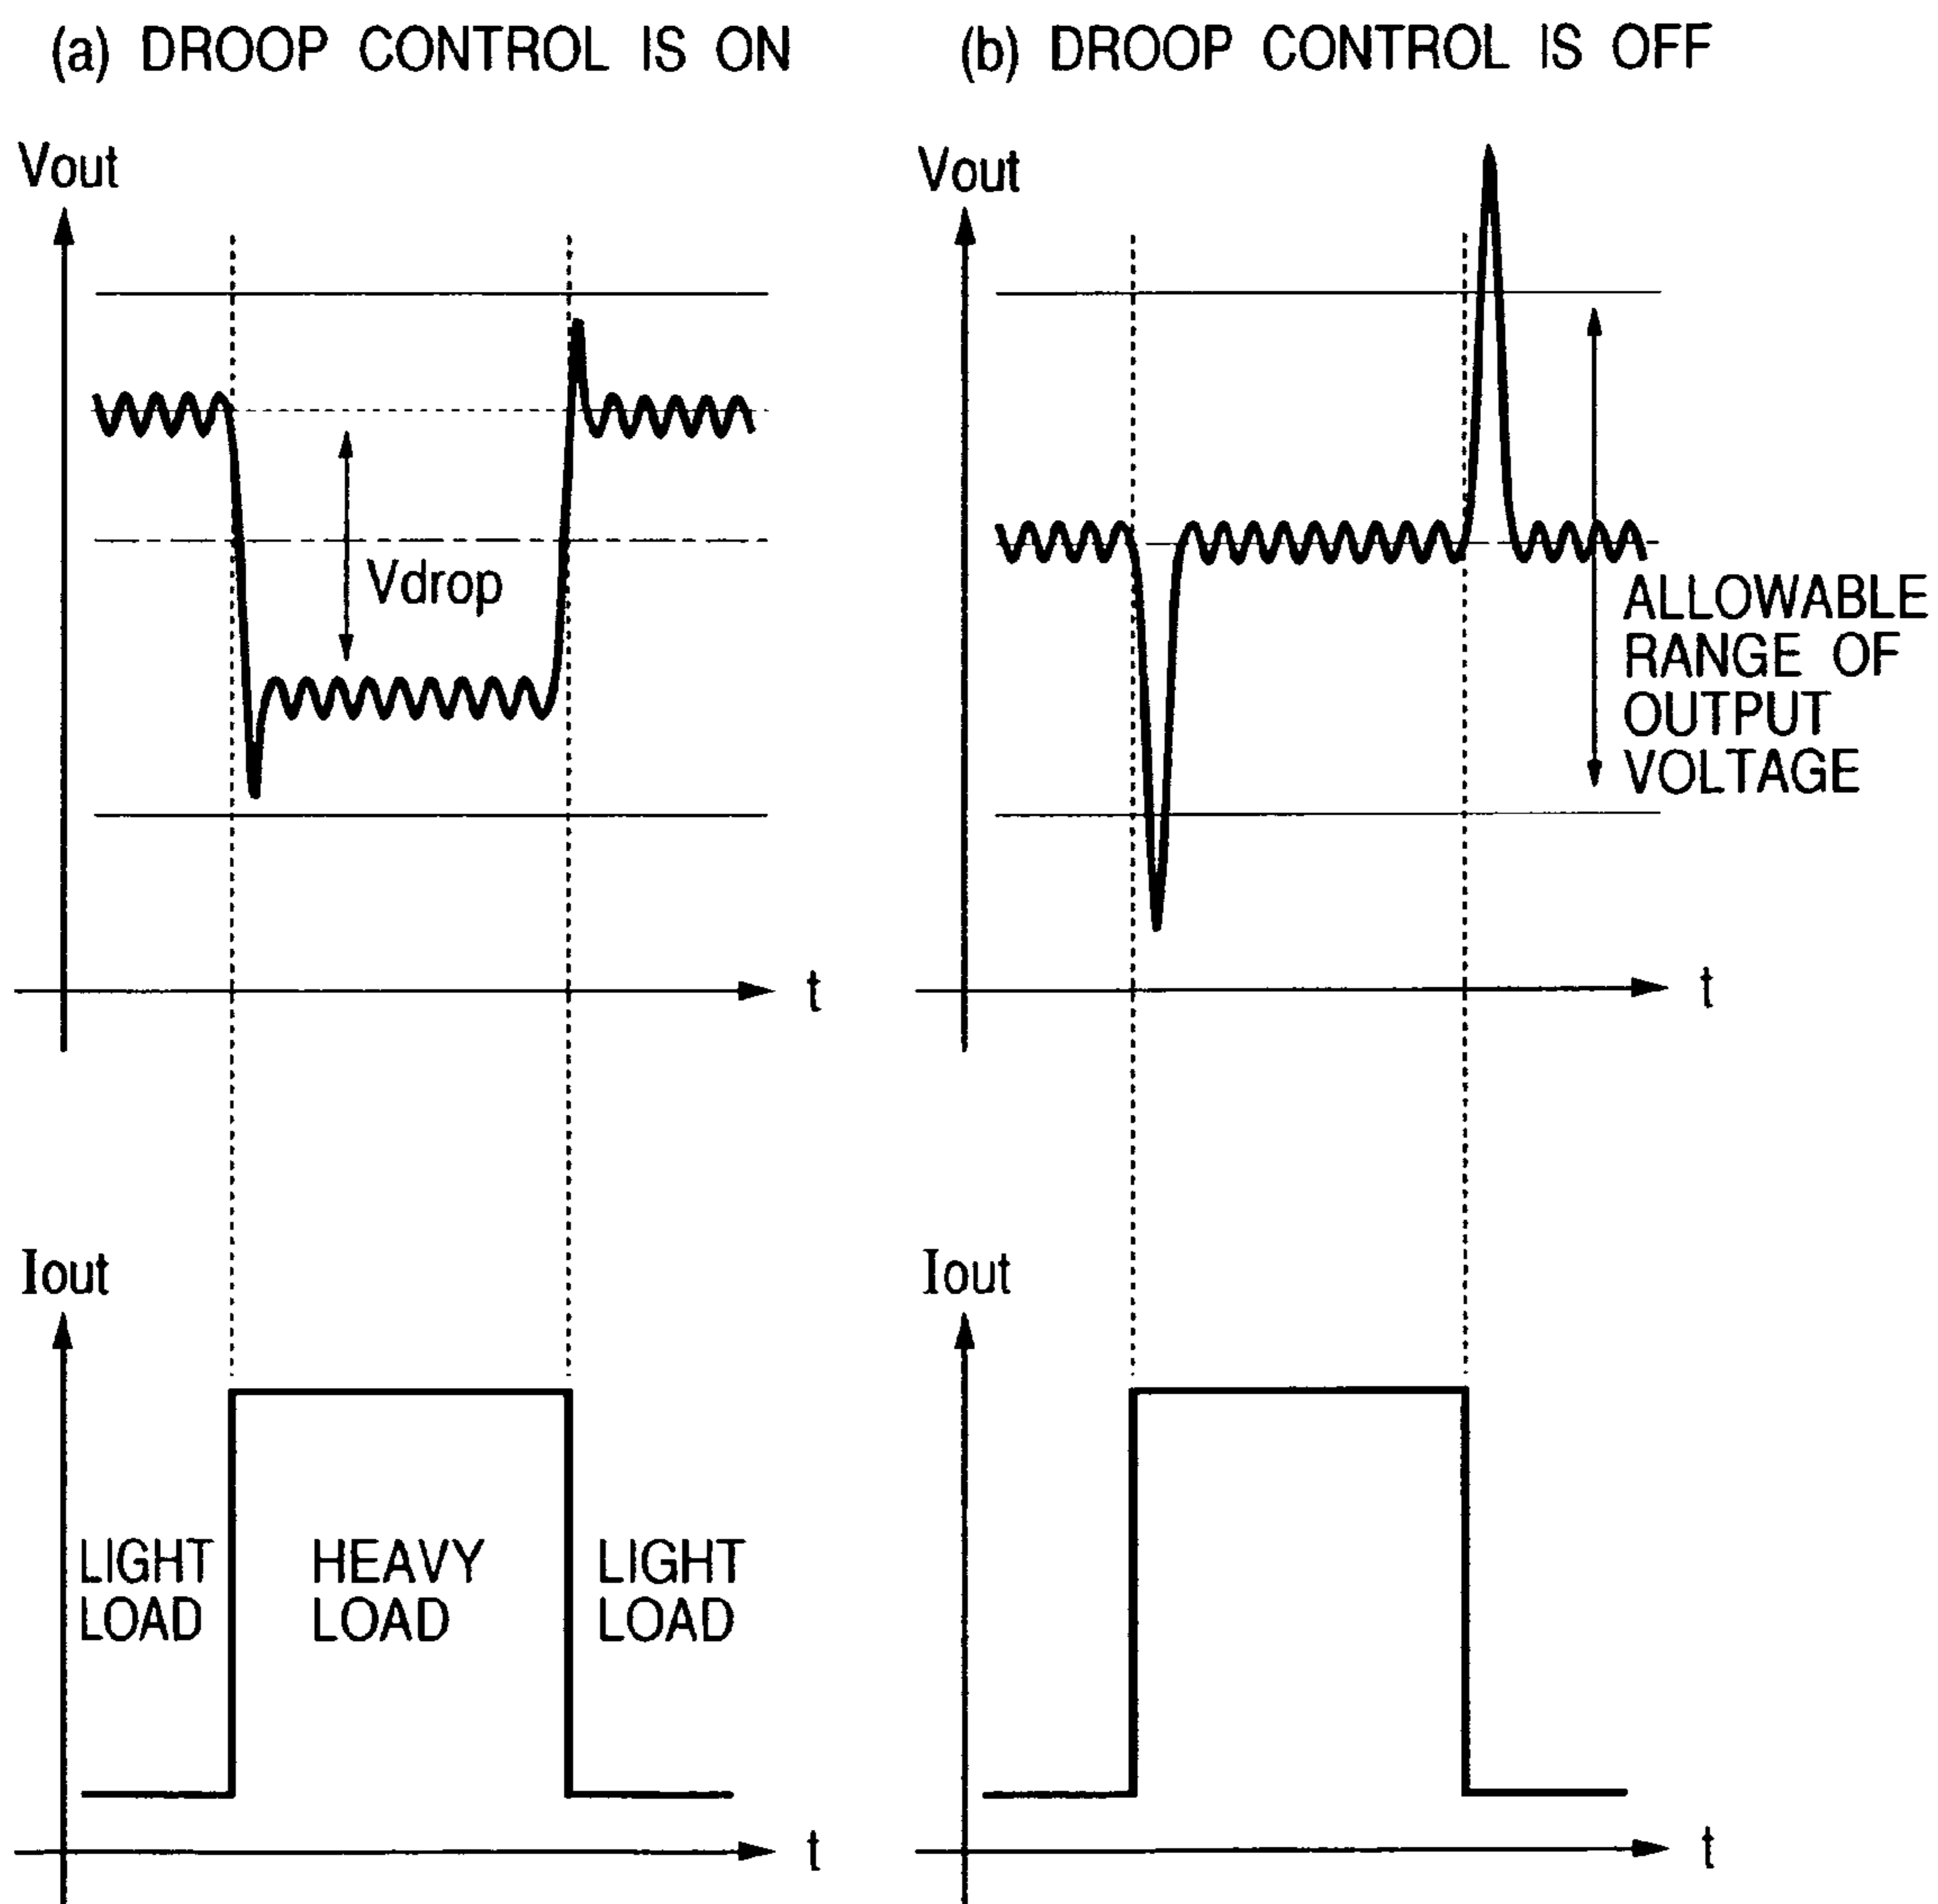 (a) DROOP CONTROL IS ON
(b) DROOP CONTROL IS OFF
Vout
Vdrop
t
Vout
ALLOWABLE
RANGE OF
OUTPUT
VOLTAGE
t
Iout
LIGHT
LOAD
HEAVY
LOAD
LIGHT
LOAD
t
Iout
t